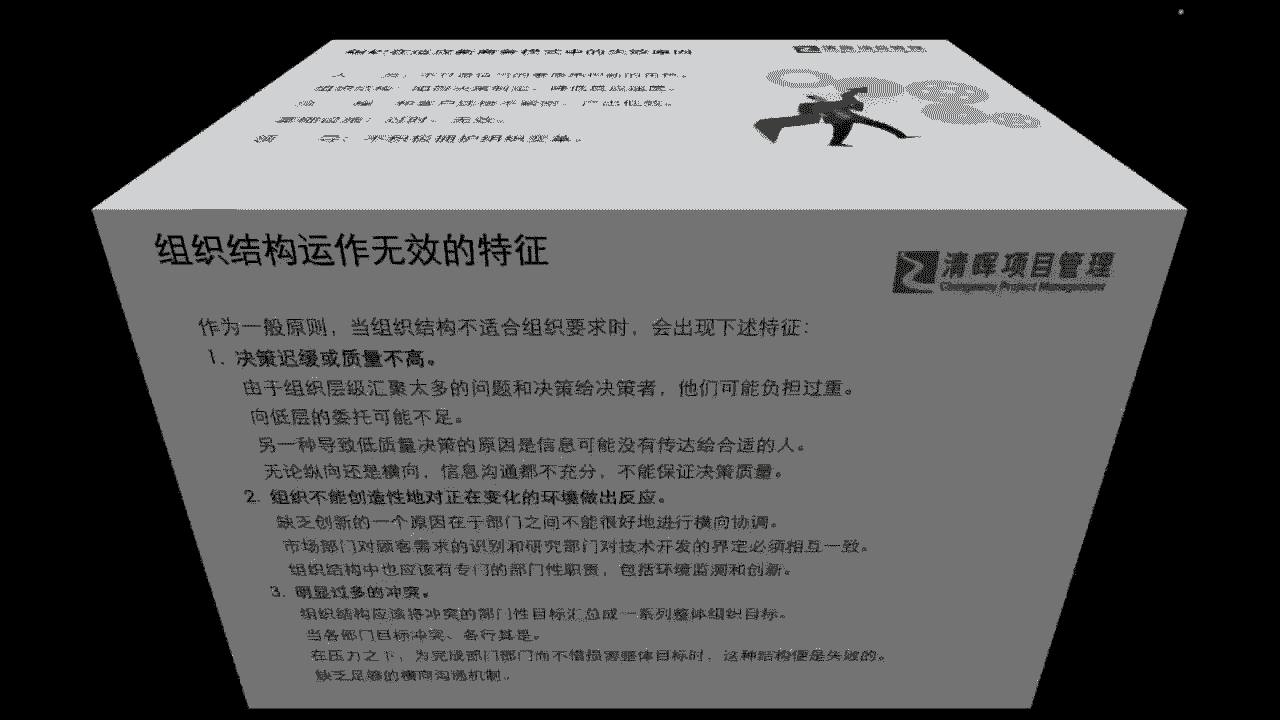 不积极拥护组织变革。
组织结构运作无效的特征
清晖项目管理
Changeway Project Management
作为一般原则，当组织结构不适合组织要求时，会出现下述特征：
1. 决策迟缓或质量不高。
由于组织层级汇聚太多的问题和决策给决策者，他们可能负担过重。
向低层的委托可能不足。
另一种导致低质量决策的原因是信息可能没有传达给合适的人。
无论纵向还是横向，信息沟通都不充分，不能保证决策质量。
2. 组织不能创造性地对正在变化的环境做出反应。
缺乏创新的一个原因在于部门之间不能很好地进行横向协调。
市场部门对顾客需求的识别和研究部门对技术开发的界定必须相互一致。
组织结构中也应该有专门的部门性职责，包括环境监测和创新。
3. 明显过多的冲突。
组织结构应该将冲突的部门性目标汇总成一系列整体组织目标。
当各部门目标冲突、各行其是。
在压力之下，为完成部门部门而不惜损害整体目标时，这种结构便是失败的。
缺乏足够的横向沟通机制。